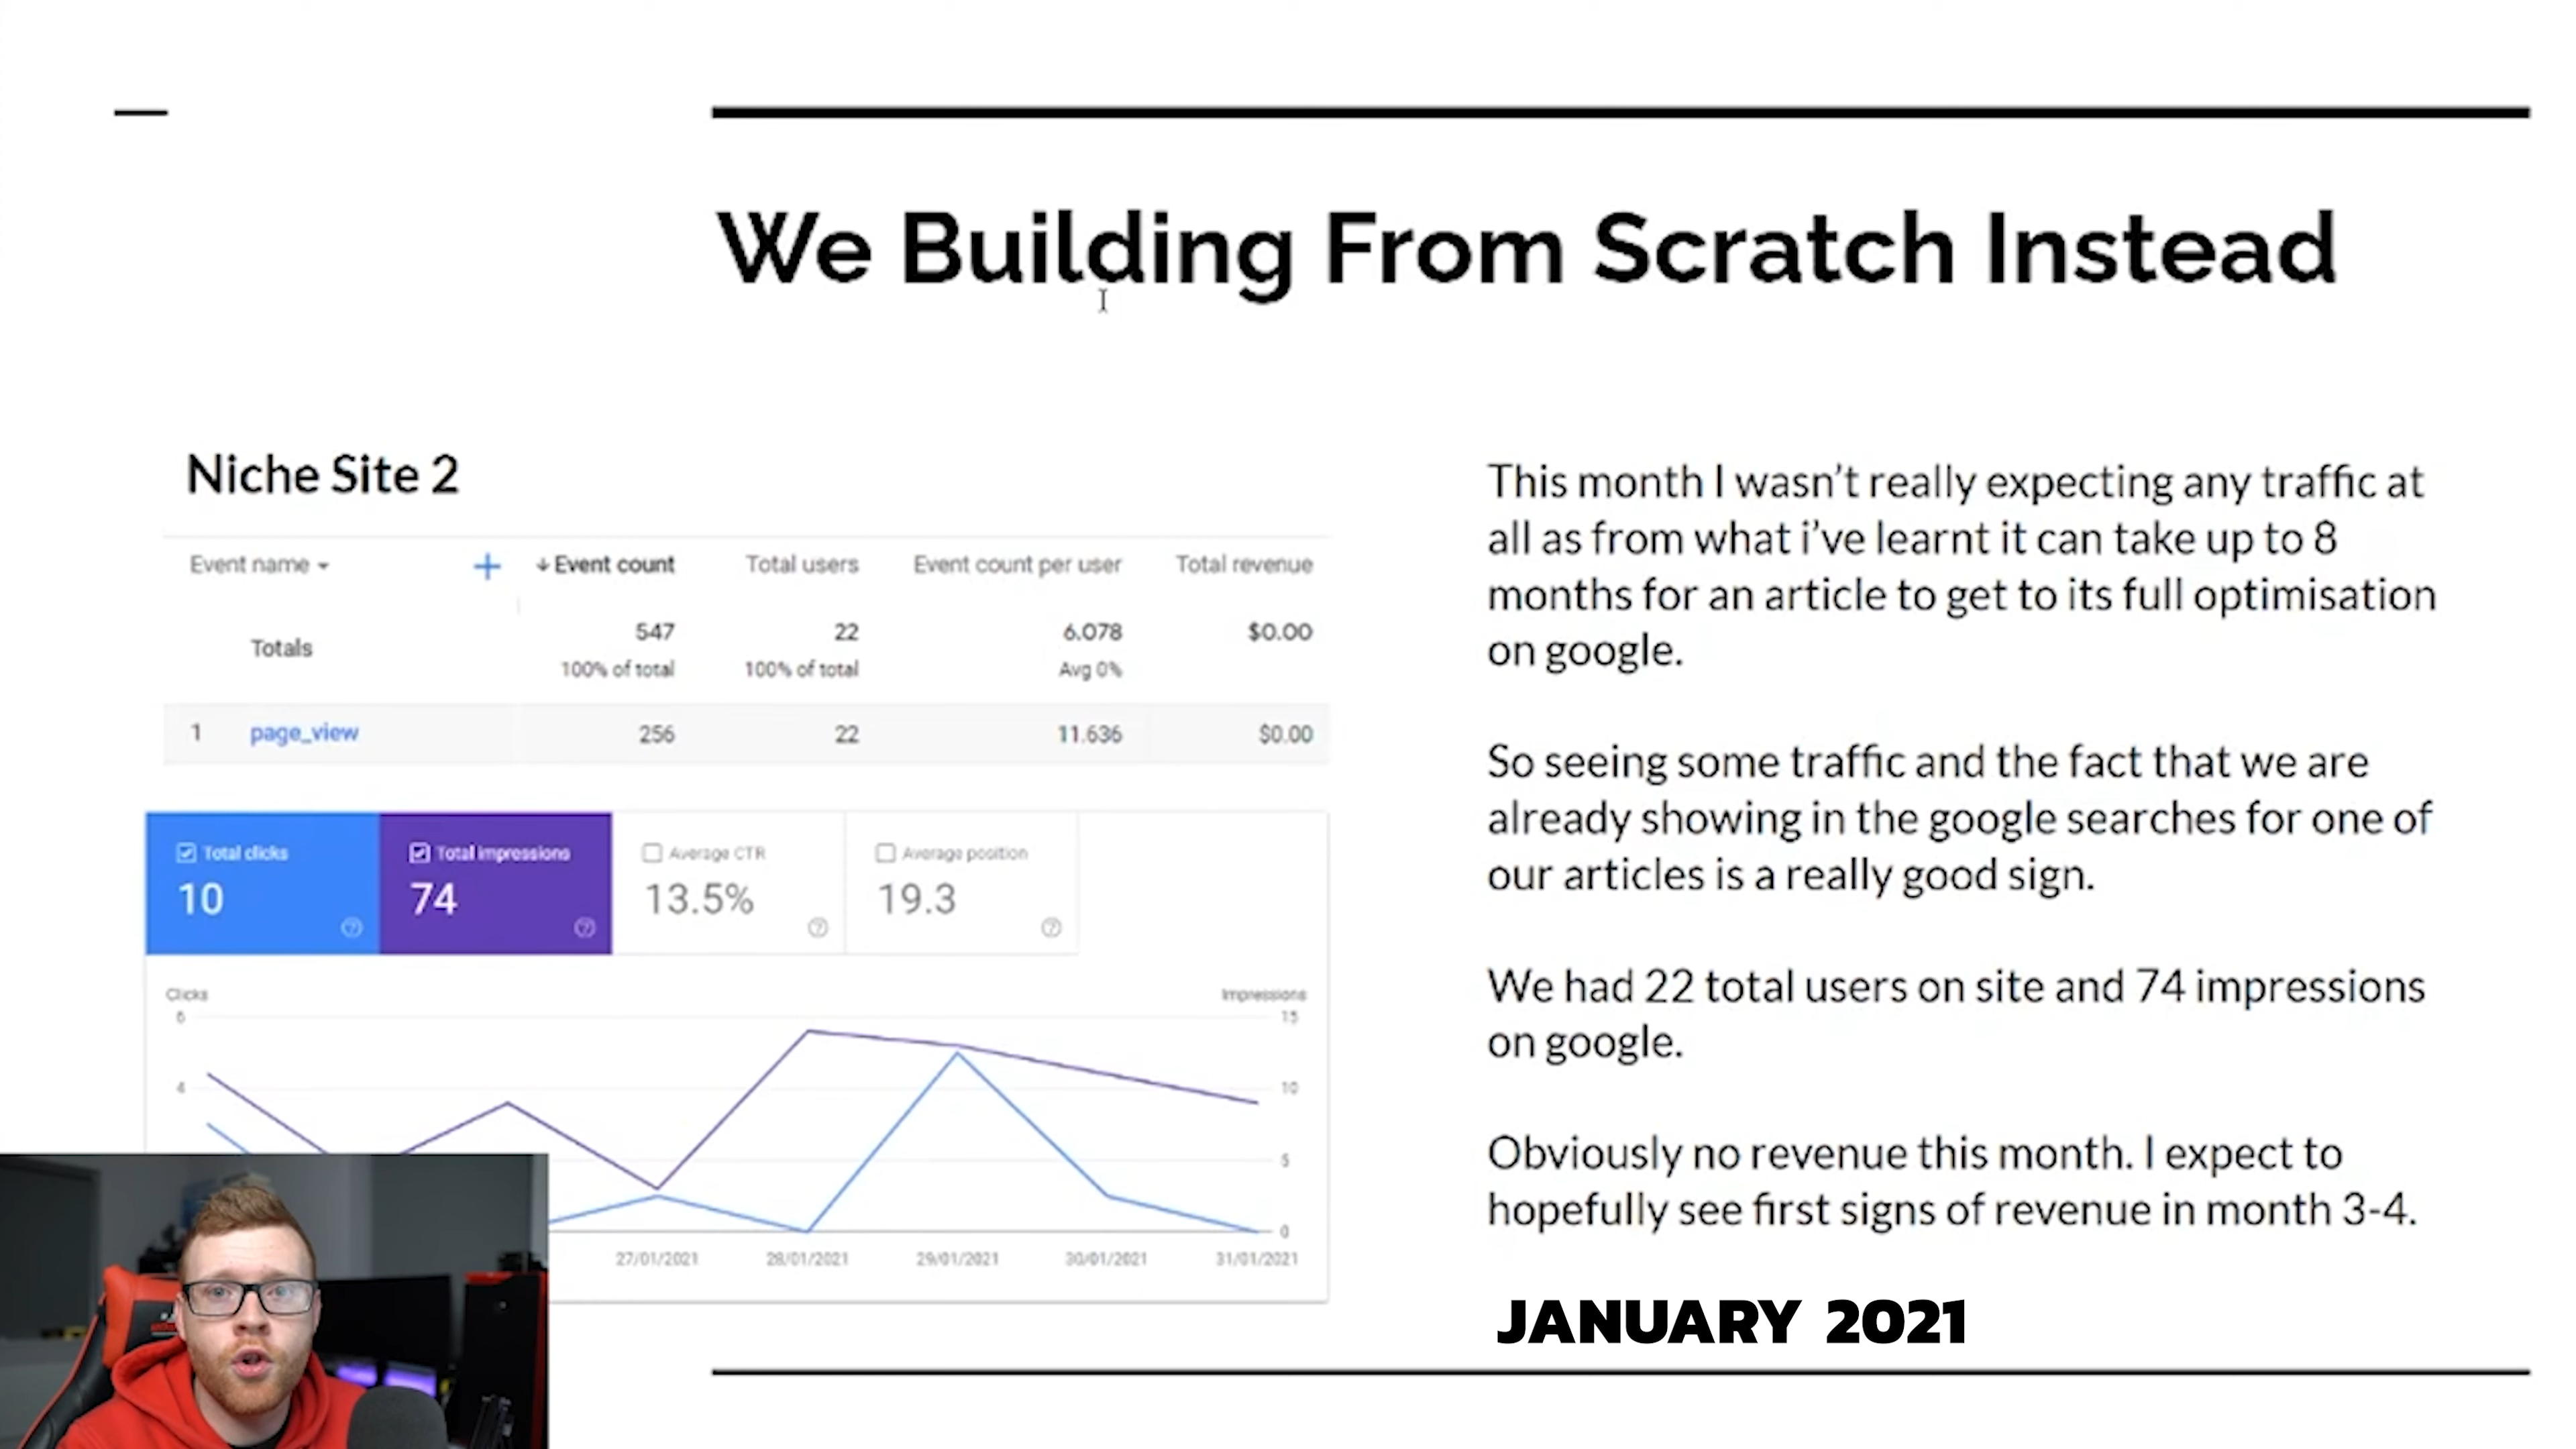 We Building From Scratch Instead
Niche Site 2
Event name + ↓ Event count Total users Event count per user Total revenue
547 22 6.078 $0.00
Totals
100% of total 100% of total Avg 0%
1 page_view 256 22 11.636 $0.00
Total clicks Total impressions Average CTR Average position
10 74 13.5% 19.3
Clicks Impressions
6 15
4 10
5
0
27/01/2021 28/01/2021 29/01/2021 30/01/2021 31/01/2021
This month I wasn't really expecting any traffic at
all as from what i've learnt it can take up to 8
months for an article to get to its full optimisation
on google.
So seeing some traffic and the fact that we are
already showing in the google searches for one of
our articles is a really good sign.
We had 22 total users on site and 74 impressions
on google.
Obviously no revenue this month. I expect to
hopefully see first signs of revenue in month 3-4.
JANUARY 2021